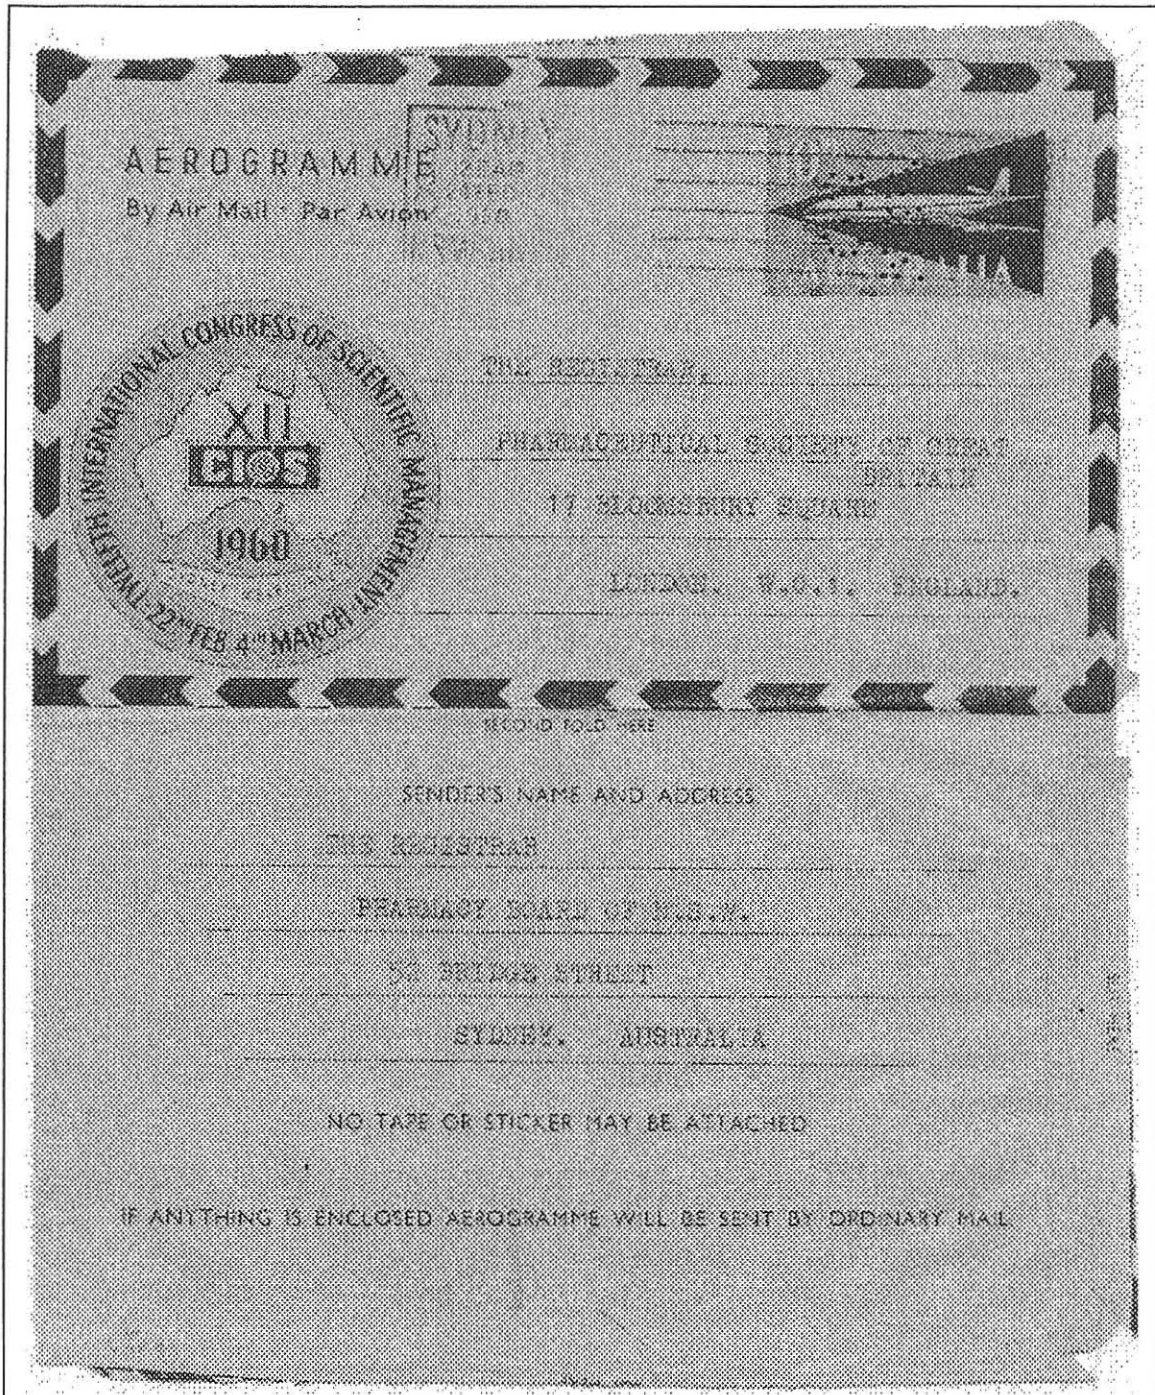 AEROGRAMME
By Air Mail · Par Avion
SYDNEY
TWELFTH INTERNATIONAL CONGRESS OF SCIENTIFIC MANAGEMENT
XII
CIOS
1960
22ND FEB 4TH MARCH
THE REGISTRAR,
PHARMACEUTICAL SOCIETY OF GREAT
BRITAIN
17 BLOOMSBURY SQUARE
LONDON. W.C.1. ENGLAND.
SECOND FOLD HERE
SENDER'S NAME AND ADDRESS
THE REGISTRAR
PHARMACY BOARD OF N.S.W.
52 BRIDGE STREET
SYDNEY. AUSTRALIA
NO TAPE OR STICKER MAY BE ATTACHED
IF ANYTHING IS ENCLOSED AEROGRAMME WILL BE SENT BY ORDINARY MAIL